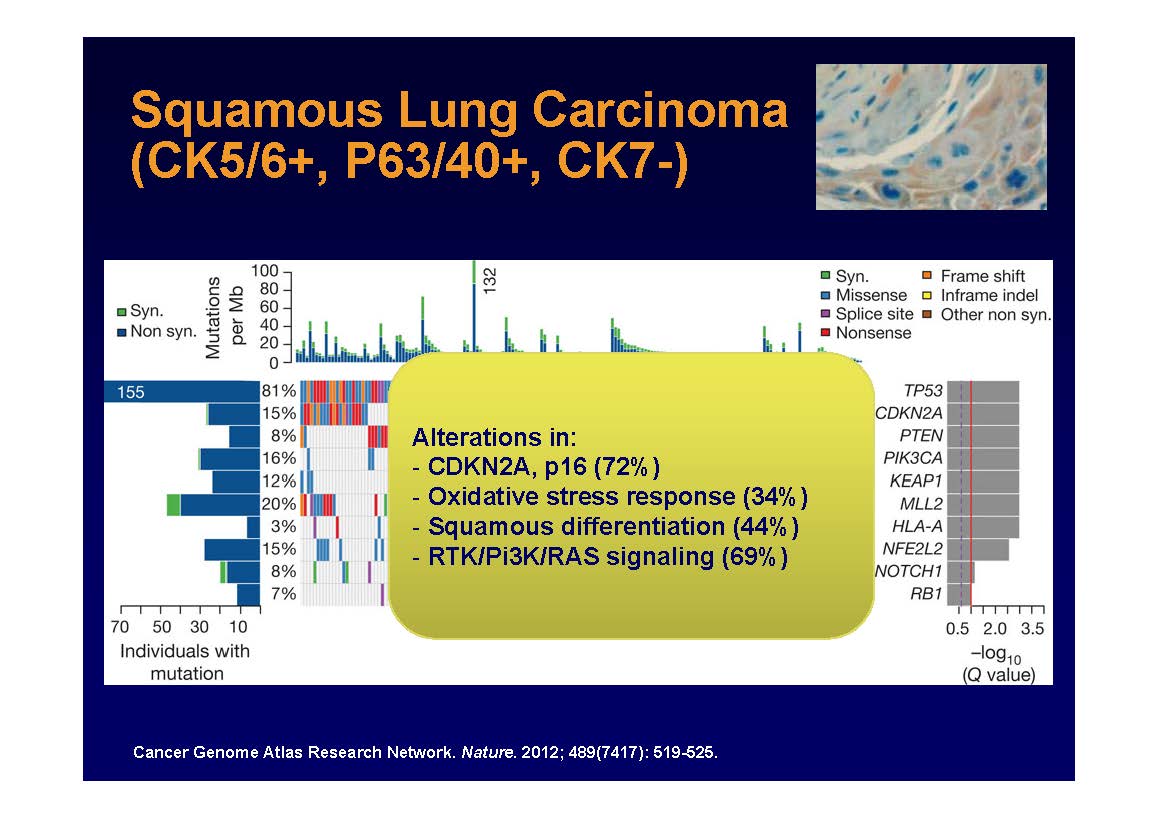 Squamous Lung Carcinoma
(CK5/6+, P63/40+, CK7-)
Syn.
Non syn.
Mutations
per Mb
100
80
60
40
20
0
132
Syn.
Missense
Splice site
Nonsense
Frame shift
Inframe indel
Other non syn.
155
81%
15%
8%
16%
12%
20%
3%
15%
8%
7%
Alterations in:
- CDKN2A, p16 (72%)
- Oxidative stress response (34%)
- Squamous differentiation (44%)
- RTK/Pi3K/RAS signaling (69%)
TP53
CDKN2A
PTEN
PIK3CA
KEAP1
MLL2
HLA-A
NFE2L2
NOTCH1
RB1
70 50 30 10
Individuals with
mutation
0.5 2.0 3.5
–log10
(Q value)
Cancer Genome Atlas Research Network. Nature. 2012; 489(7417): 519-525.